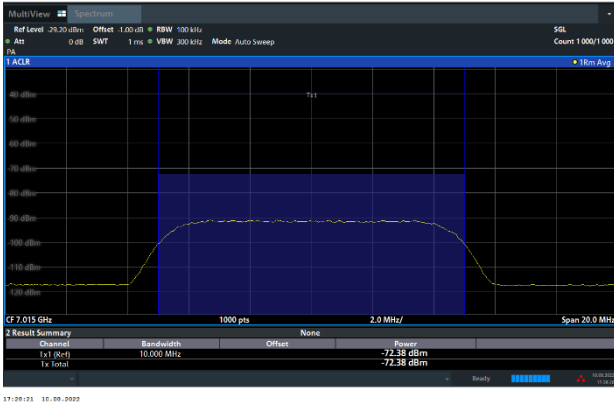 MultiView Spectrum
Ref Level -29.20 dBm Offset -1.00 dB RBW 100 kHz SGL
Att 0 dB SWT 1 ms VBW 300 kHz Mode Auto Sweep Count 1000/1000
PA
1 ACLR 1Rm Avg
Tx1
-40 dBm
-50 dBm
-60 dBm
-70 dBm
-80 dBm
-90 dBm
-100 dBm
-110 dBm
-120 dBm
CF 7.015 GHz 1000 pts 2.0 MHz/ Span 20.0 MHz
2 Result Summary None
Channel Bandwidth Offset Power
Tx1 (Ref) 10.000 MHz -72.38 dBm
Tx Total -72.38 dBm
Ready
17:26:21 10.08.2022